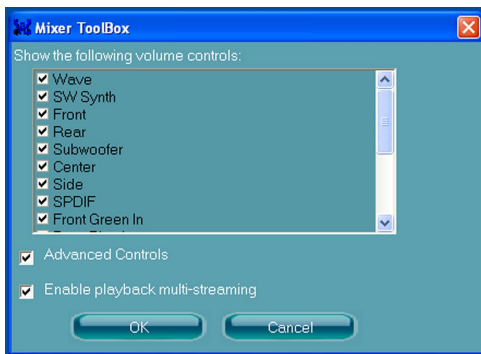 Mixer ToolBox
Show the following volume controls:
Wave
SW Synth
Front
Rear
Subwoofer
Center
Side
SPDIF
Front Green In
Advanced Controls
Enable playback multi-streaming
OK
Cancel